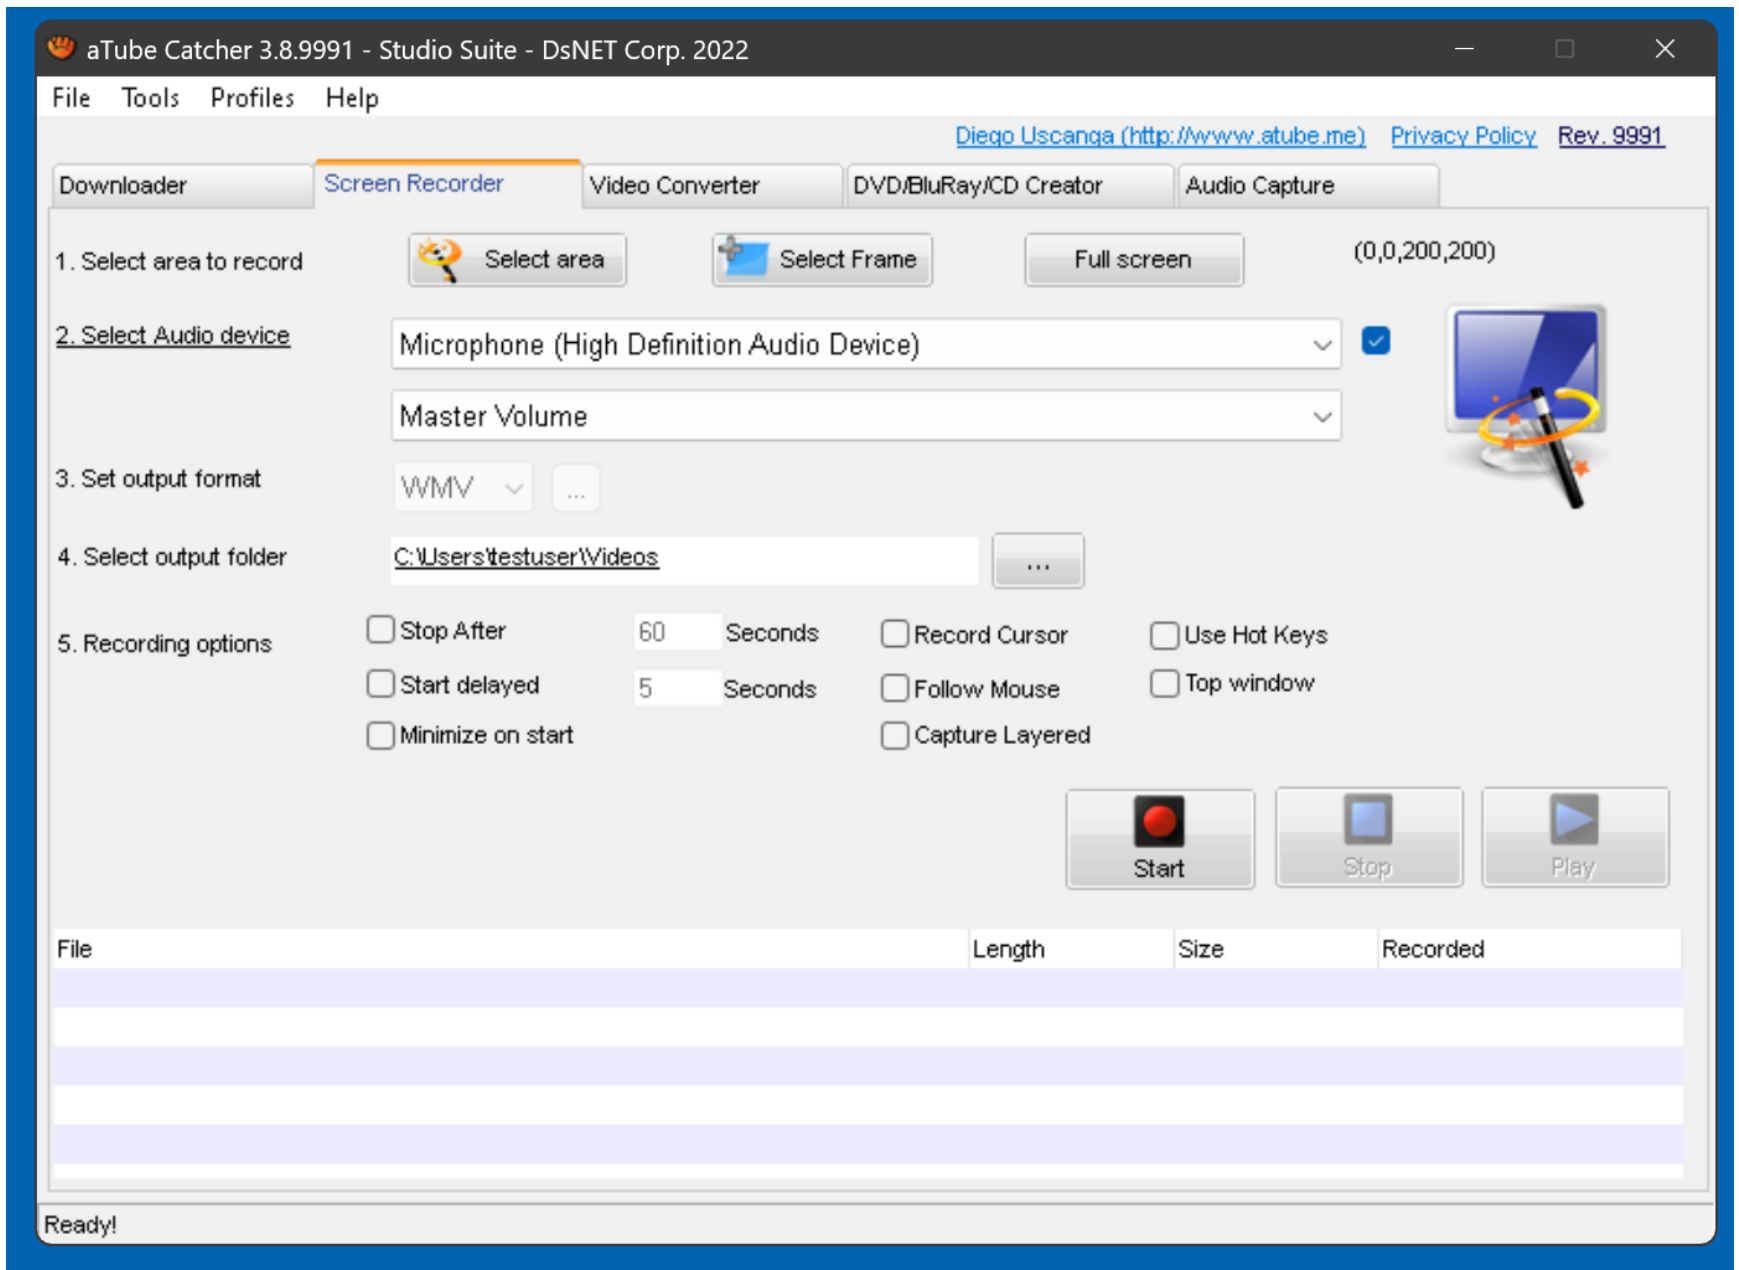 aTube Catcher 3.8.9991 - Studio Suite - DsNET Corp. 2022
File Tools Profiles Help
Diego Uscanga (http://www.atube.me) Privacy Policy Rev. 9991
Downloader Screen Recorder Video Converter DVD/BluRay/CD Creator Audio Capture
1. Select area to record Select area Select Frame Full screen (0,0,200,200)
2. Select Audio device Microphone (High Definition Audio Device)
Master Volume
3. Set output format WMV ...
4. Select output folder C:\Users\testuser\Videos ...
5. Recording options Stop After 60 Seconds Record Cursor Use Hot Keys
Start delayed 5 Seconds Follow Mouse Top window
Minimize on start Capture Layered
Start Stop Play
File Length Size Recorded
Ready!